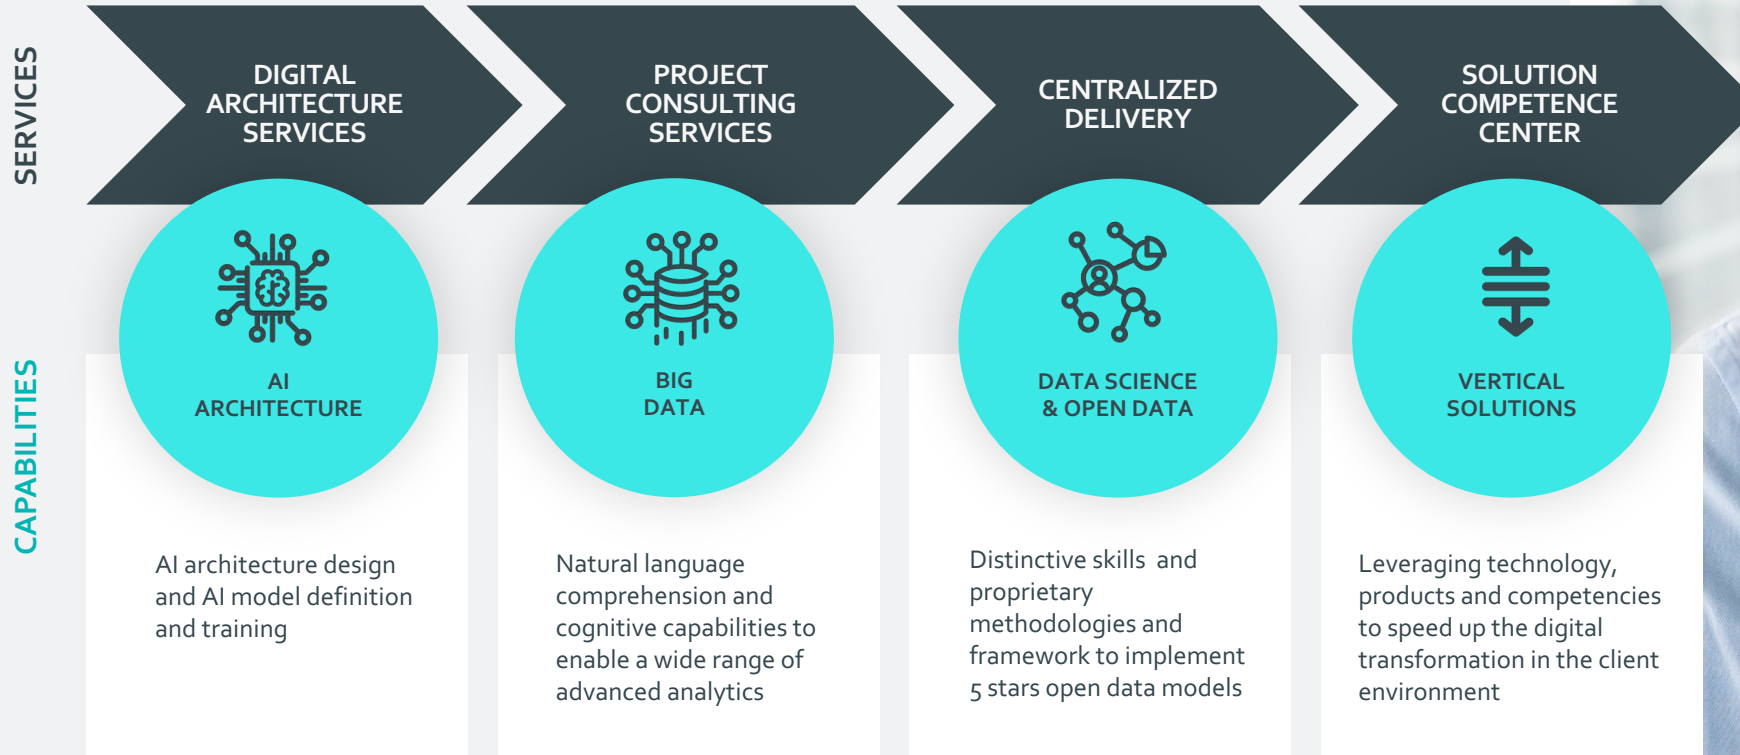 SERVICES
DIGITAL
ARCHITECTURE
SERVICES
PROJECT
CONSULTING
SERVICES
CENTRALIZED
DELIVERY
SOLUTION
COMPETENCE
CENTER
CAPABILITIES
AI
ARCHITECTURE
BIG
DATA
DATA SCIENCE
& OPEN DATA
VERTICAL
SOLUTIONS
AI architecture design
and AI model definition
and training
Natural language
comprehension and
cognitive capabilities to
enable a wide range of
advanced analytics
Distinctive skills  and
proprietary
methodologies and
framework to implement
5 stars open data models
Leveraging technology,
products and competencies
to speed up the digital
transformation in the client
environment